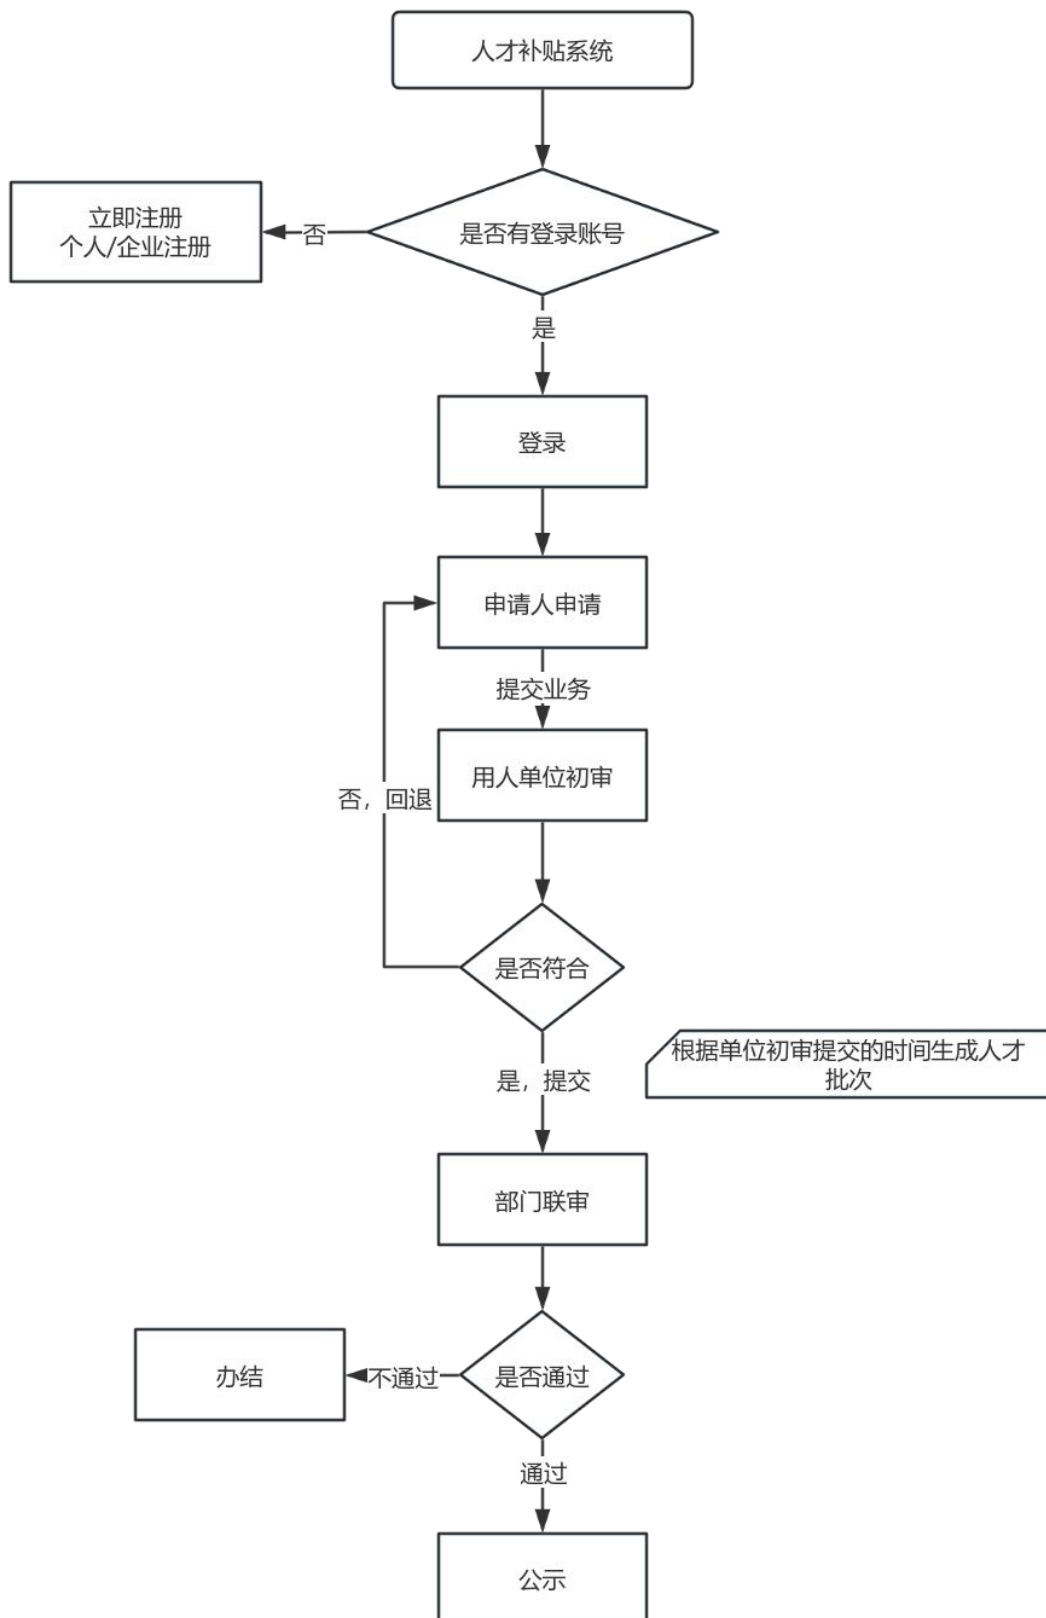 人才补贴系统
是否有登录账号
否
立即注册
个人/企业注册
是
登录
申请人申请
提交业务
用人单位初审
否，回退
是否符合
根据单位初审提交的时间生成人才
批次
是，提交
部门联审
是否通过
不通过
办结
通过
公示